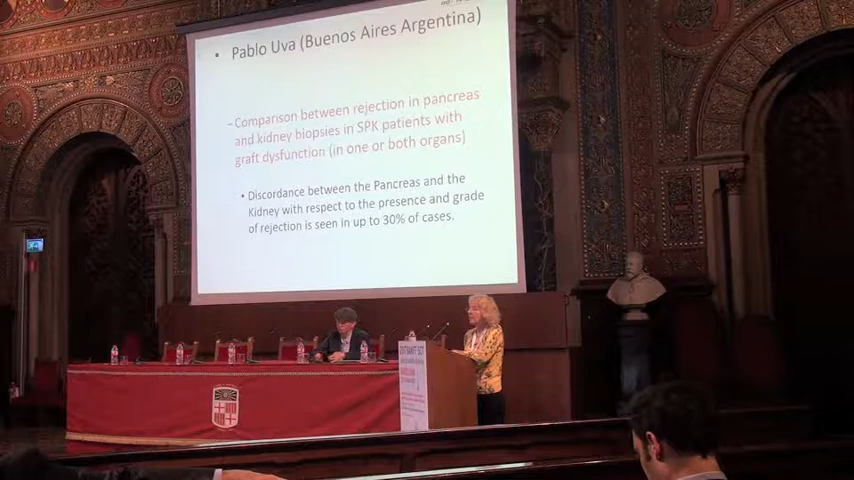 • Pablo Uva (Buenos Aires Argentina)
– Comparison between rejection in pancreas
and kidney biopsies in SPK patients with
graft dysfunction (in one or both organs)
• Discordance between the Pancreas and the
Kidney with respect to the presence and grade
of rejection is seen in up to 30% of cases.